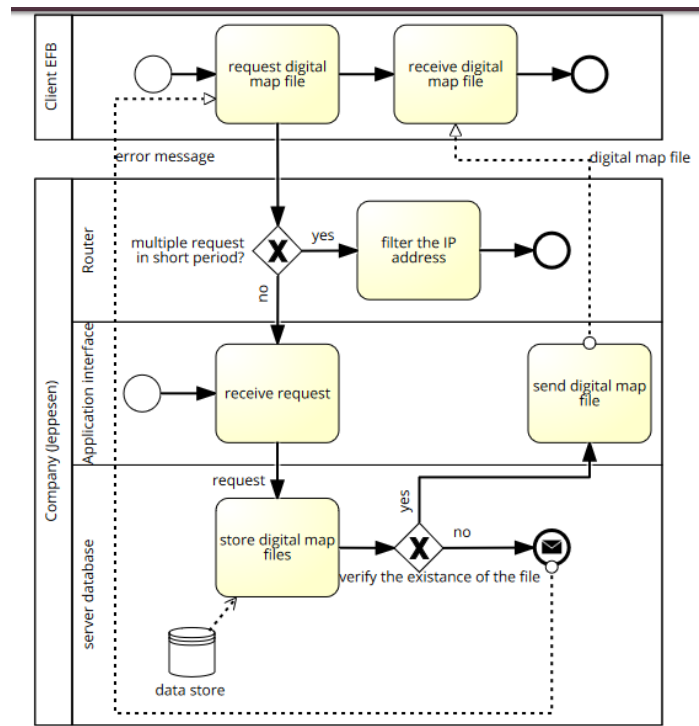 Client EFB
request digital
map file
receive digital
map file
error message
digital map file
Company (Jeppesen)
Router
multiple request
in short period?
yes
filter the IP
address
no
Application interface
receive request
send digital map
file
request
server database
store digital map
files
yes
no
verify the existance of the file
data store